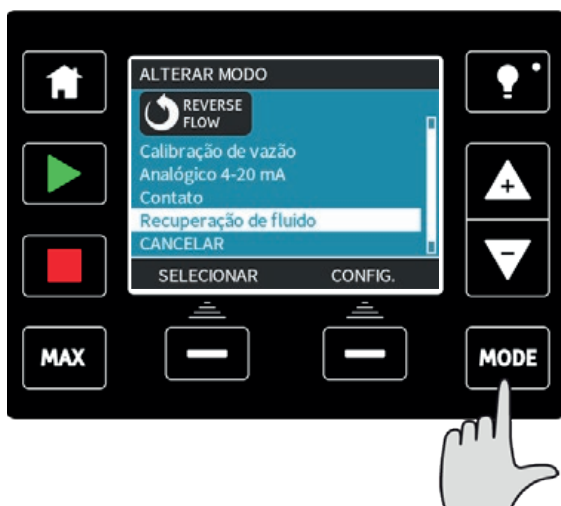 ALTERAR MODO
REVERSE
FLOW
Calibração de vazão
Analógico 4-20 mA
Contato
Recuperação de fluido
CANCELAR
SELECIONAR CONFIG.
+
-
MAX
MODE